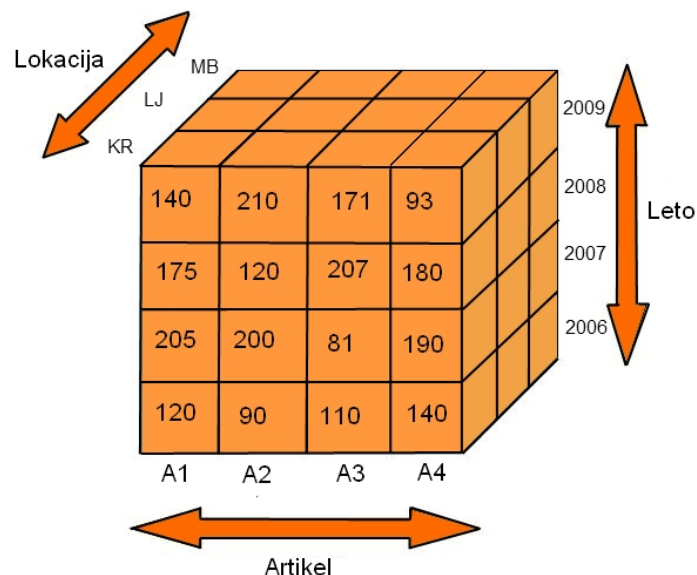 Lokacija
MB
LJ
KR
2009
2008
2007
2006
Leto
140 210 171 93
175 120 207 180
205 200 81 190
120 90 110 140
A1 A2 A3 A4
Artikel